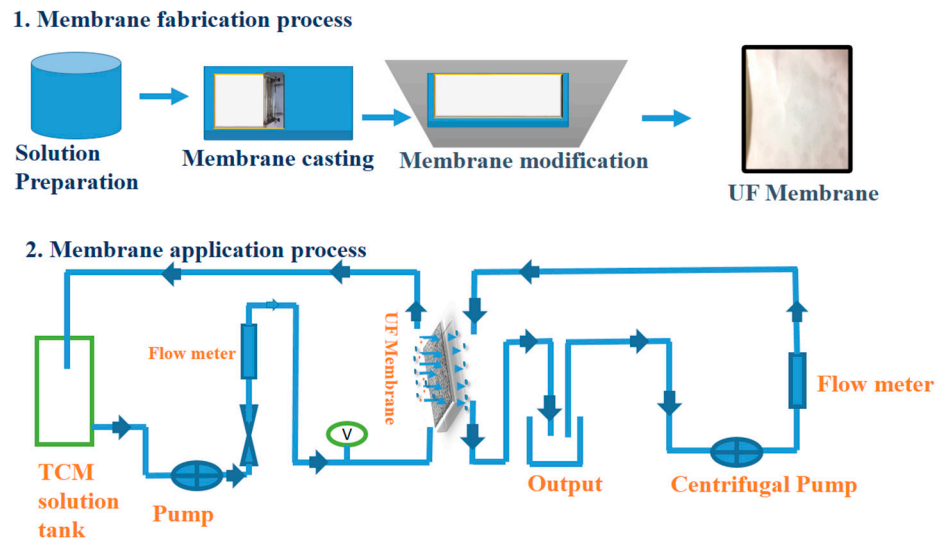 1. Membrane fabrication process
Solution
Preparation
Membrane casting
Membrane modification
UF Membrane
2. Membrane application process
Flow meter
UF Membrane
V
Flow meter
TCM
solution
tank
Pump
Output
Centrifugal Pump